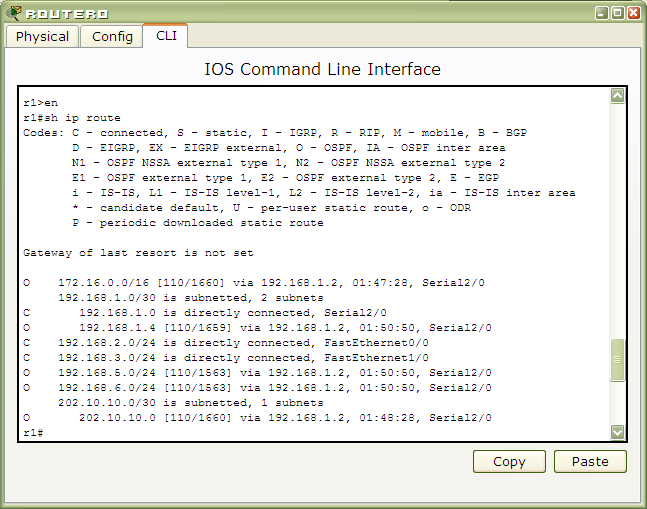 ROUTER0
Physical Config CLI
IOS Command Line Interface
r1>en
r1#sh ip route
Codes: C - connected, S - static, I - IGRP, R - RIP, M - mobile, B - BGP
       D - EIGRP, EX - EIGRP external, O - OSPF, IA - OSPF inter area
       N1 - OSPF NSSA external type 1, N2 - OSPF NSSA external type 2
       E1 - OSPF external type 1, E2 - OSPF external type 2, E - EGP
       i - IS-IS, L1 - IS-IS level-1, L2 - IS-IS level-2, ia - IS-IS inter area
       * - candidate default, U - per-user static route, o - ODR
       P - periodic downloaded static route
Gateway of last resort is not set
O    172.16.0.0/16 [110/1660] via 192.168.1.2, 01:47:28, Serial2/0
     192.168.1.0/30 is subnetted, 2 subnets
C       192.168.1.0 is directly connected, Serial2/0
O       192.168.1.4 [110/1659] via 192.168.1.2, 01:50:50, Serial2/0
C    192.168.2.0/24 is directly connected, FastEthernet0/0
C    192.168.3.0/24 is directly connected, FastEthernet1/0
O    192.168.5.0/24 [110/1563] via 192.168.1.2, 01:50:50, Serial2/0
O    192.168.6.0/24 [110/1563] via 192.168.1.2, 01:50:50, Serial2/0
     202.10.10.0/30 is subnetted, 1 subnets
O       202.10.10.0 [110/1660] via 192.168.1.2, 01:48:28, Serial2/0
r1#
Copy Paste